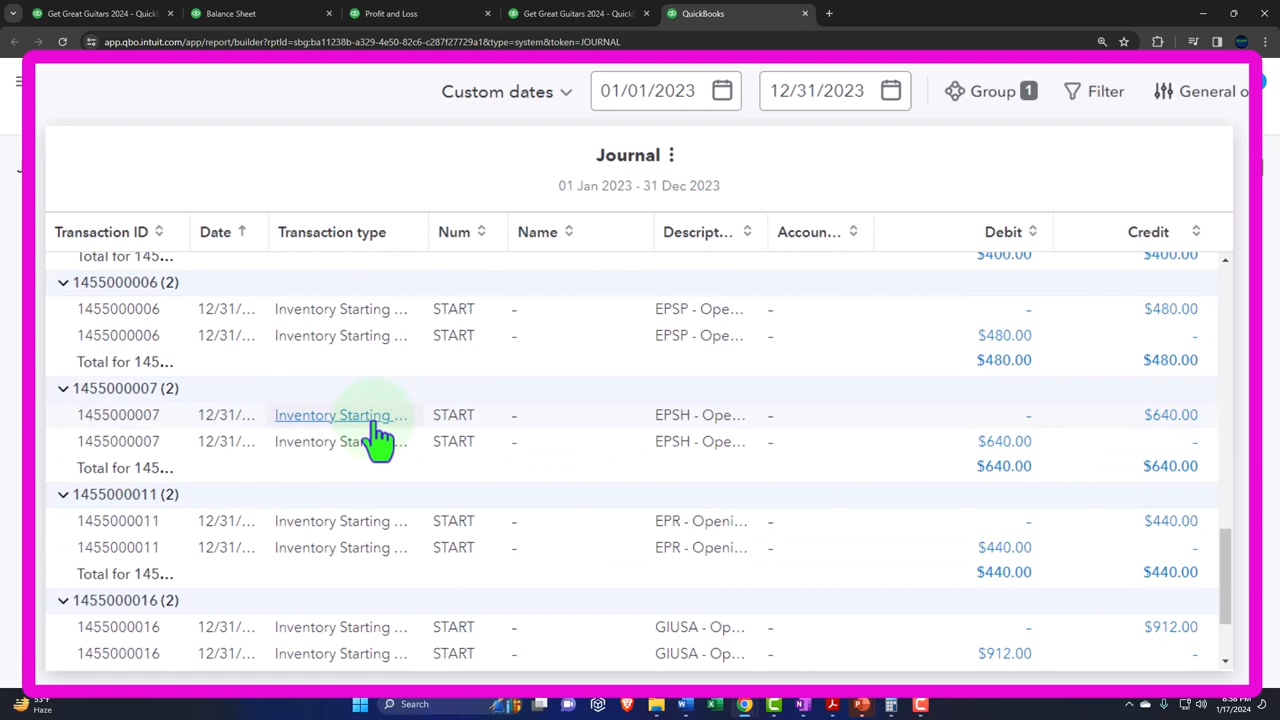 Get Great Guitars 2024 - Quick Balance Sheet Profit and Loss Get Great Guitars 2024 - Quick QuickBooks
app.qbo.intuit.com/app/report/builder?rptId=sbg:ba11238b-a329-4e50-82c6-c287f27729a1&type=system&token=JOURNAL
Custom dates 01/01/2023 12/31/2023 Group 1 Filter General o
Journal
01 Jan 2023 - 31 Dec 2023
Transaction ID Date Transaction type Num Name Descript... Accoun... Debit Credit
Total for 145... $400.00 $400.00
1455000006 (2)
1455000006 12/31/... Inventory Starting ... START - EPSP - Ope... - - $480.00
1455000006 12/31/... Inventory Starting ... START - EPSP - Ope... - $480.00 -
Total for 145... $480.00 $480.00
1455000007 (2)
1455000007 12/31/... Inventory Starting ... START - EPSH - Ope... - - $640.00
1455000007 12/31/... Inventory Sta ... START - EPSH - Ope... - $640.00 -
Total for 145... $640.00 $640.00
1455000011 (2)
1455000011 12/31/... Inventory Starting ... START - EPR - Openi... - - $440.00
1455000011 12/31/... Inventory Starting ... START - EPR - Openi... - $440.00 -
Total for 145... $440.00 $440.00
1455000016 (2)
1455000016 12/31/... Inventory Starting ... START - GIUSA - Op... - - $912.00
1455000016 12/31/... Inventory Starting ... START - GIUSA - Op... - $912.00 -
Haze Search 1/17/2024